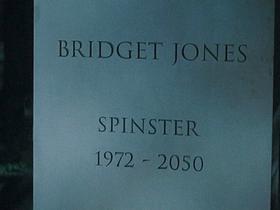 BRIDGET JONES
SPINSTER
1972 - 2050